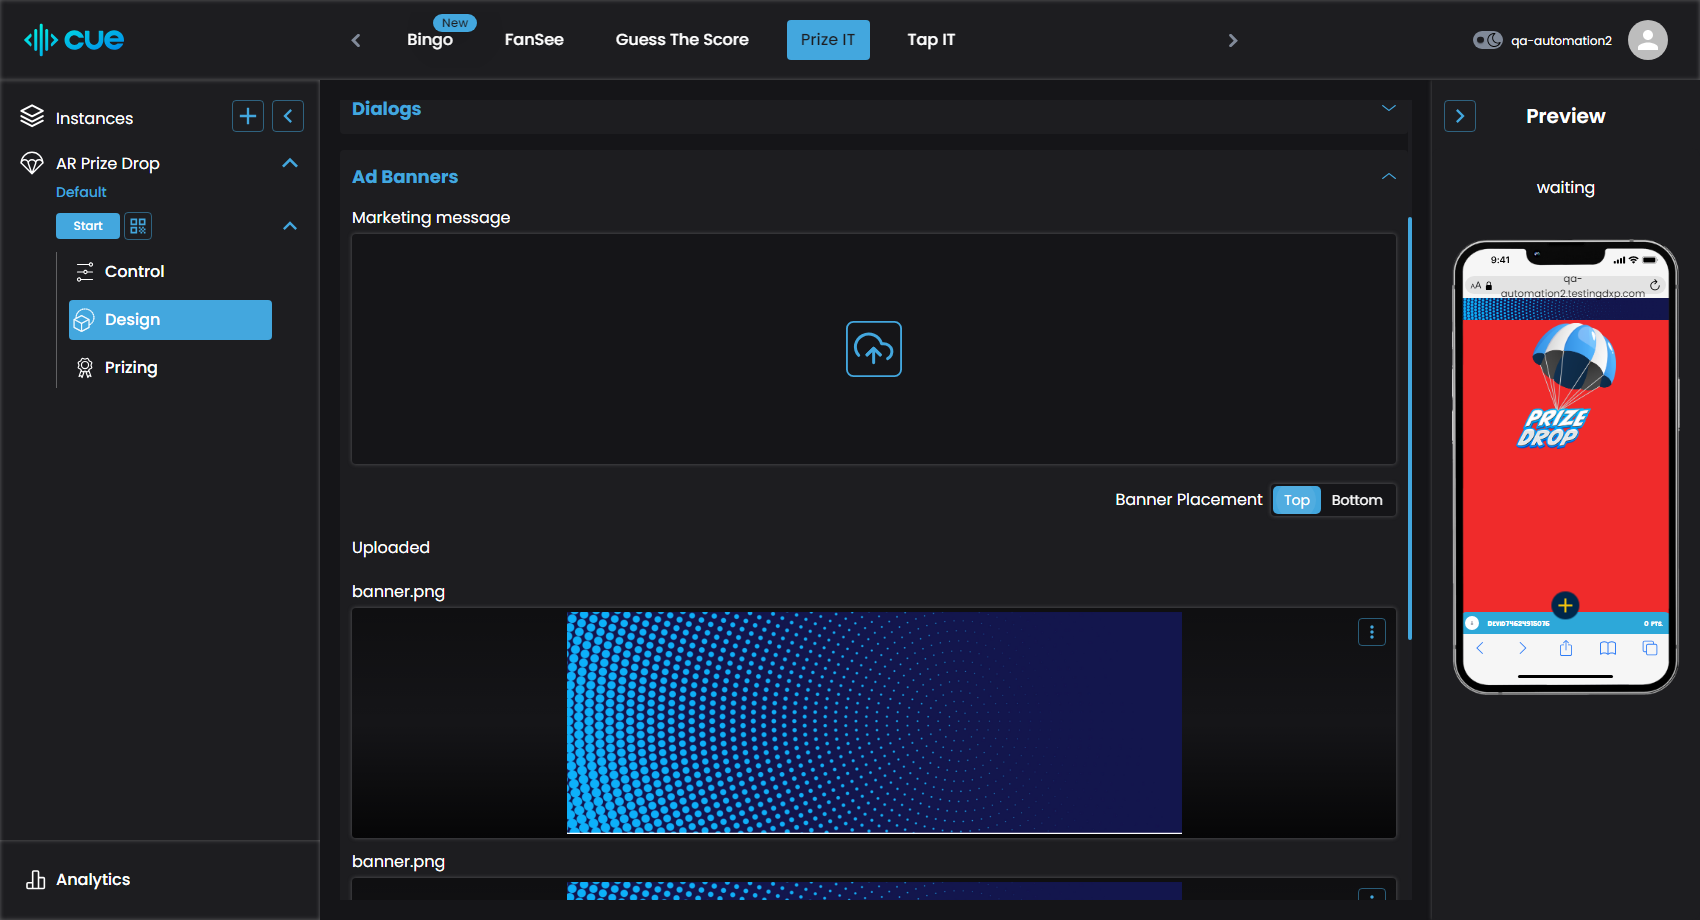 cue
New
Bingo
FanSee
Guess The Score
Prize IT
Tap IT
qa-automation2
Instances
AR Prize Drop
Default
Start
Control
Design
Prizing
Analytics
Dialogs
Ad Banners
Marketing message
Banner Placement
Top
Bottom
Uploaded
banner.png
banner.png
Preview
waiting
9:41
AA
qa-
automation2.testingdxp.com
PRIZE
DROP
0 PTS.